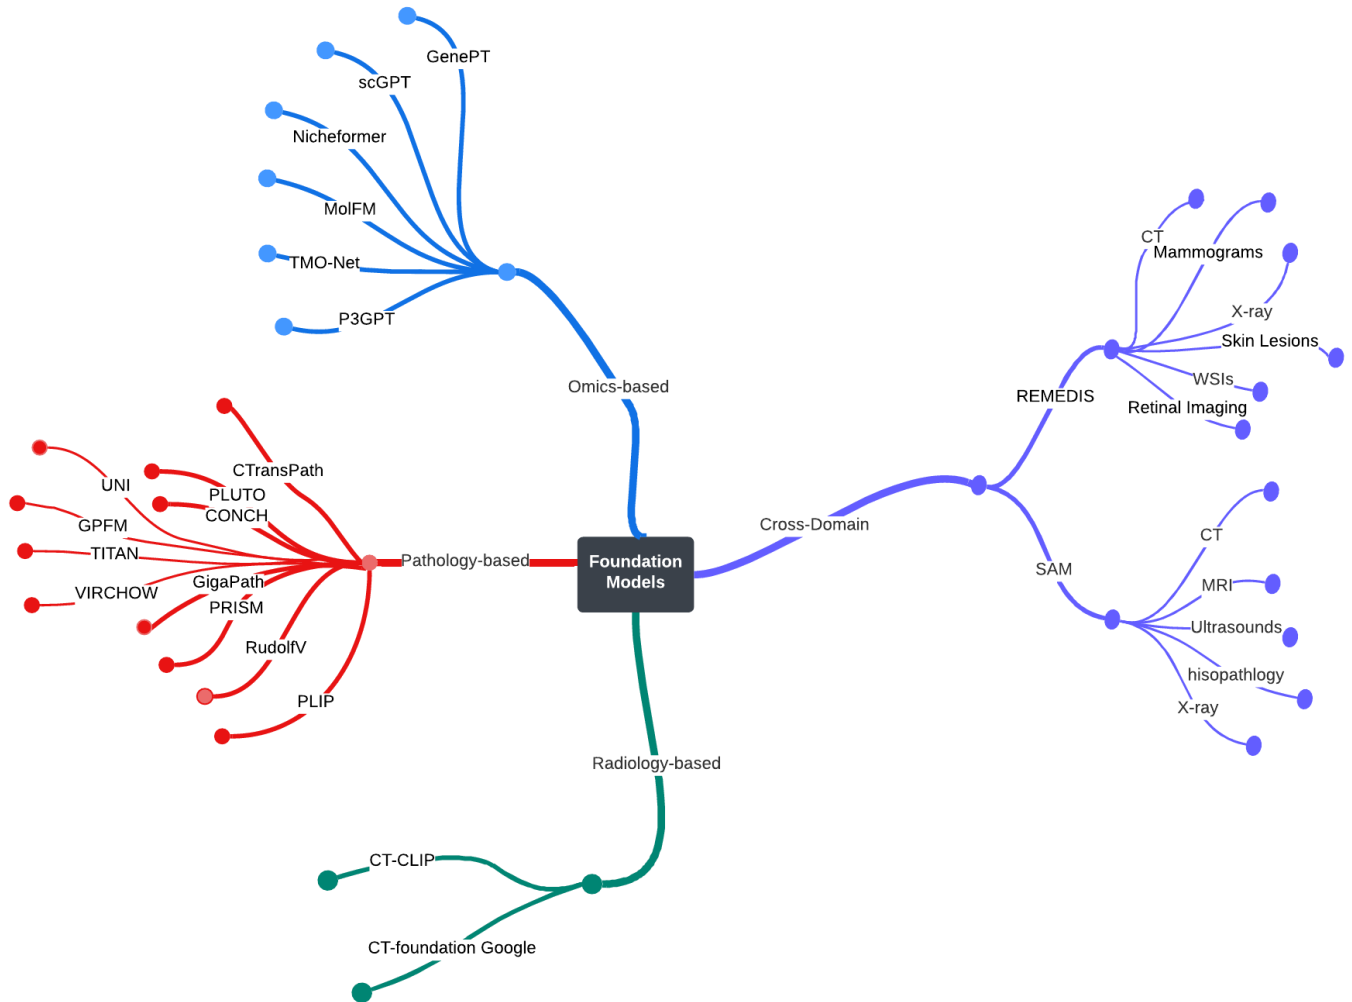 GenePT
scGPT
Nicheformer
MolFM
TMO-Net
P3GPT
Omics-based
CTransPath
UNI
PLUTO
CONCH
GPFM
TITAN
VIRCHOW
GigaPath
PRISM
RudolfV
PLIP
Pathology-based
Foundation
Models
Cross-Domain
REMEDIS
CT
Mammograms
X-ray
Skin Lesions
WSIs
Retinal Imaging
SAM
CT
MRI
Ultrasounds
hisopathlogy
X-ray
Radiology-based
CT-CLIP
CT-foundation Google